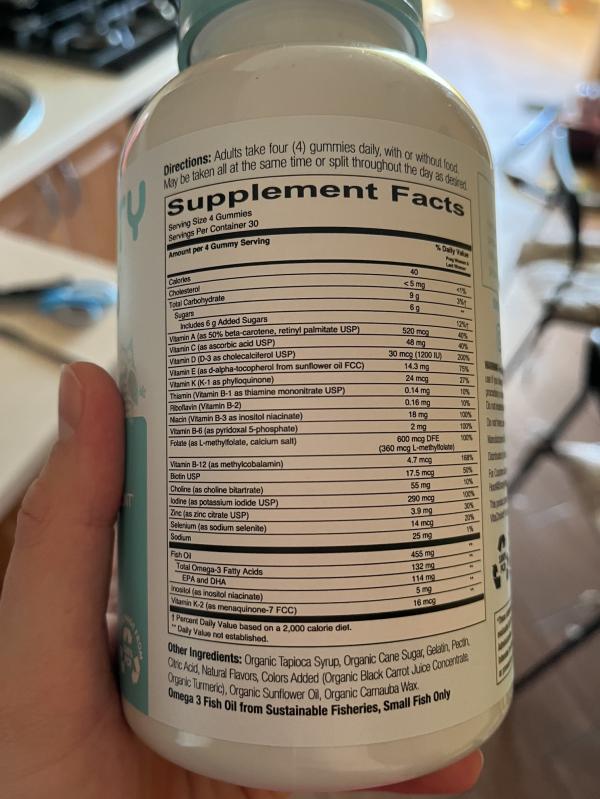 Directions: Adults take four (4) gummies daily, with or without food.
May be taken all at the same time or split throughout the day as desired.
Supplement Facts
Serving Size 4 Gummies
Servings Per Container 30
Amount per 4 Gummy Serving % Daily Value
Calories 40
Cholesterol <5 mg <1%
Total Carbohydrate 9 g 3%†
Sugars 6 g **
Includes 6 g Added Sugars 12%†
Vitamin A (as 50% beta-carotene, retinyl palmitate USP) 520 mcg 40%
Vitamin C (as ascorbic acid USP) 48 mg 40%
Vitamin D (D-3 as cholecalciferol USP) 30 mcg (1200 IU) 200%
Vitamin E (as d-alpha-tocopherol from sunflower oil FCC) 14.3 mg 75%
Vitamin K (K-1 as phylloquinone) 24 mcg 27%
Thiamin (Vitamin B-1 as thiamine mononitrate USP) 0.14 mg 10%
Riboflavin (Vitamin B-2) 0.16 mg 10%
Niacin (Vitamin B-3 as inositol niacinate) 18 mg 100%
Vitamin B-6 (as pyridoxal 5-phosphate) 2 mg 100%
Folate (as L-methylfolate, calcium salt) 600 mcg DFE 100%
(360 mcg L-methylfolate)
Vitamin B-12 (as methylcobalamin) 4.7 mcg 168%
Biotin USP 17.5 mcg 50%
Choline (as choline bitartrate) 55 mg 10%
Iodine (as potassium iodide USP) 290 mcg 100%
Zinc (as zinc citrate USP) 3.9 mg 30%
Selenium (as sodium selenite) 14 mcg 20%
Sodium 25 mg 1%
Fish Oil 455 mg **
Total Omega-3 Fatty Acids 132 mg **
EPA and DHA 114 mg **
Inositol (as inositol niacinate) 5 mg **
Vitamin K-2 (as menaquinone-7 FCC) 16 mcg **
† Percent Daily Value based on a 2,000 calorie diet.
** Daily Value not established.
Other Ingredients: Organic Tapioca Syrup, Organic Cane Sugar, Gelatin, Pectin,
Citric Acid, Natural Flavors, Colors Added (Organic Black Carrot Juice Concentrate,
Organic Turmeric), Organic Sunflower Oil, Organic Carnauba Wax.
Omega 3 Fish Oil from Sustainable Fisheries, Small Fish Only